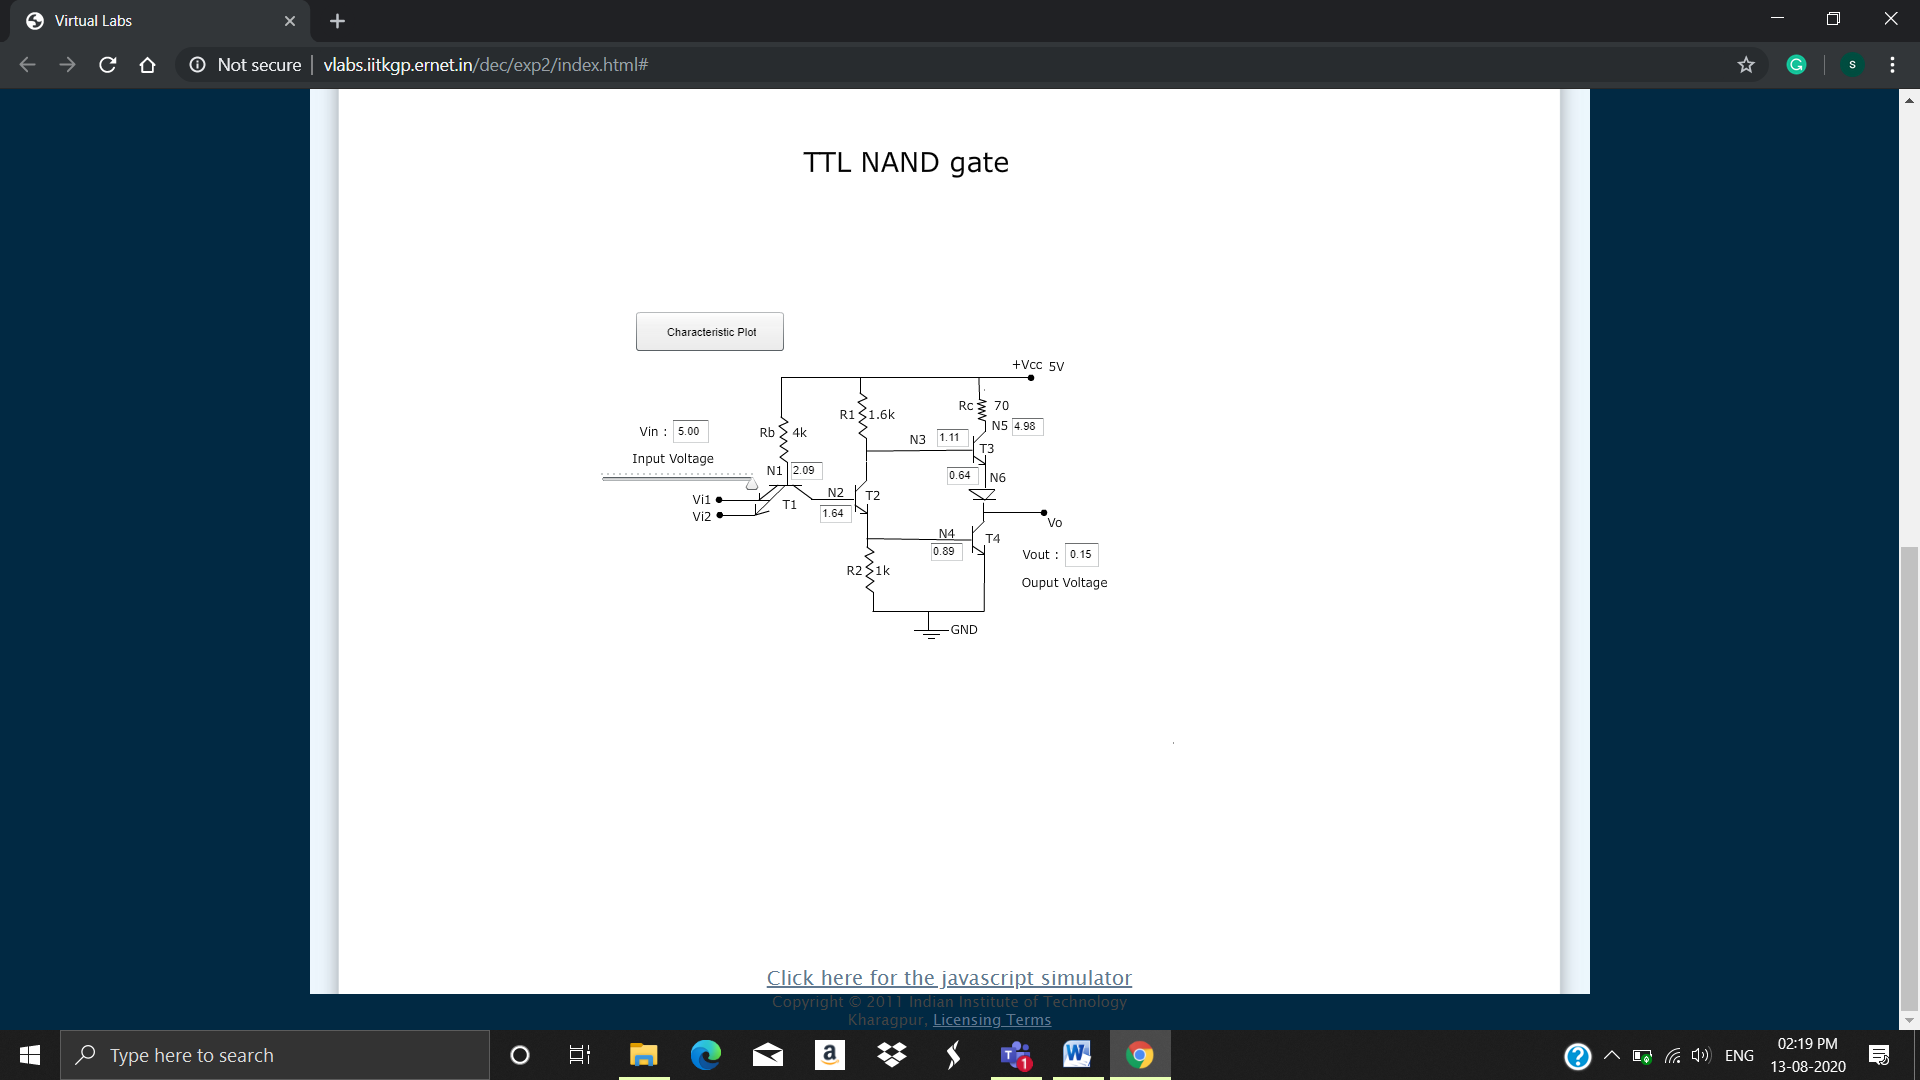 Virtual Labs
Not secure | vlabs.iitkgp.ernet.in/dec/exp2/index.html#
S
TTL NAND gate
Characteristic Plot
+Vcc 5V
R1 1.6k
Rc 70
N5 4.98
Vin : 5.00
Rb 4k
N3 1.11
T3
Input Voltage
N1 2.09
0.64 N6
Vi1
N2
T2
T1
Vi2
1.64
Vo
N4
T4
0.89
Vout : 0.15
R2 1k
Ouput Voltage
GND
Click here for the javascript simulator
Copyright © 2011 Indian Institute of Technology
Kharagpur, Licensing Terms
Type here to search
a
1
W
?
ENG
02:19 PM
13-08-2020